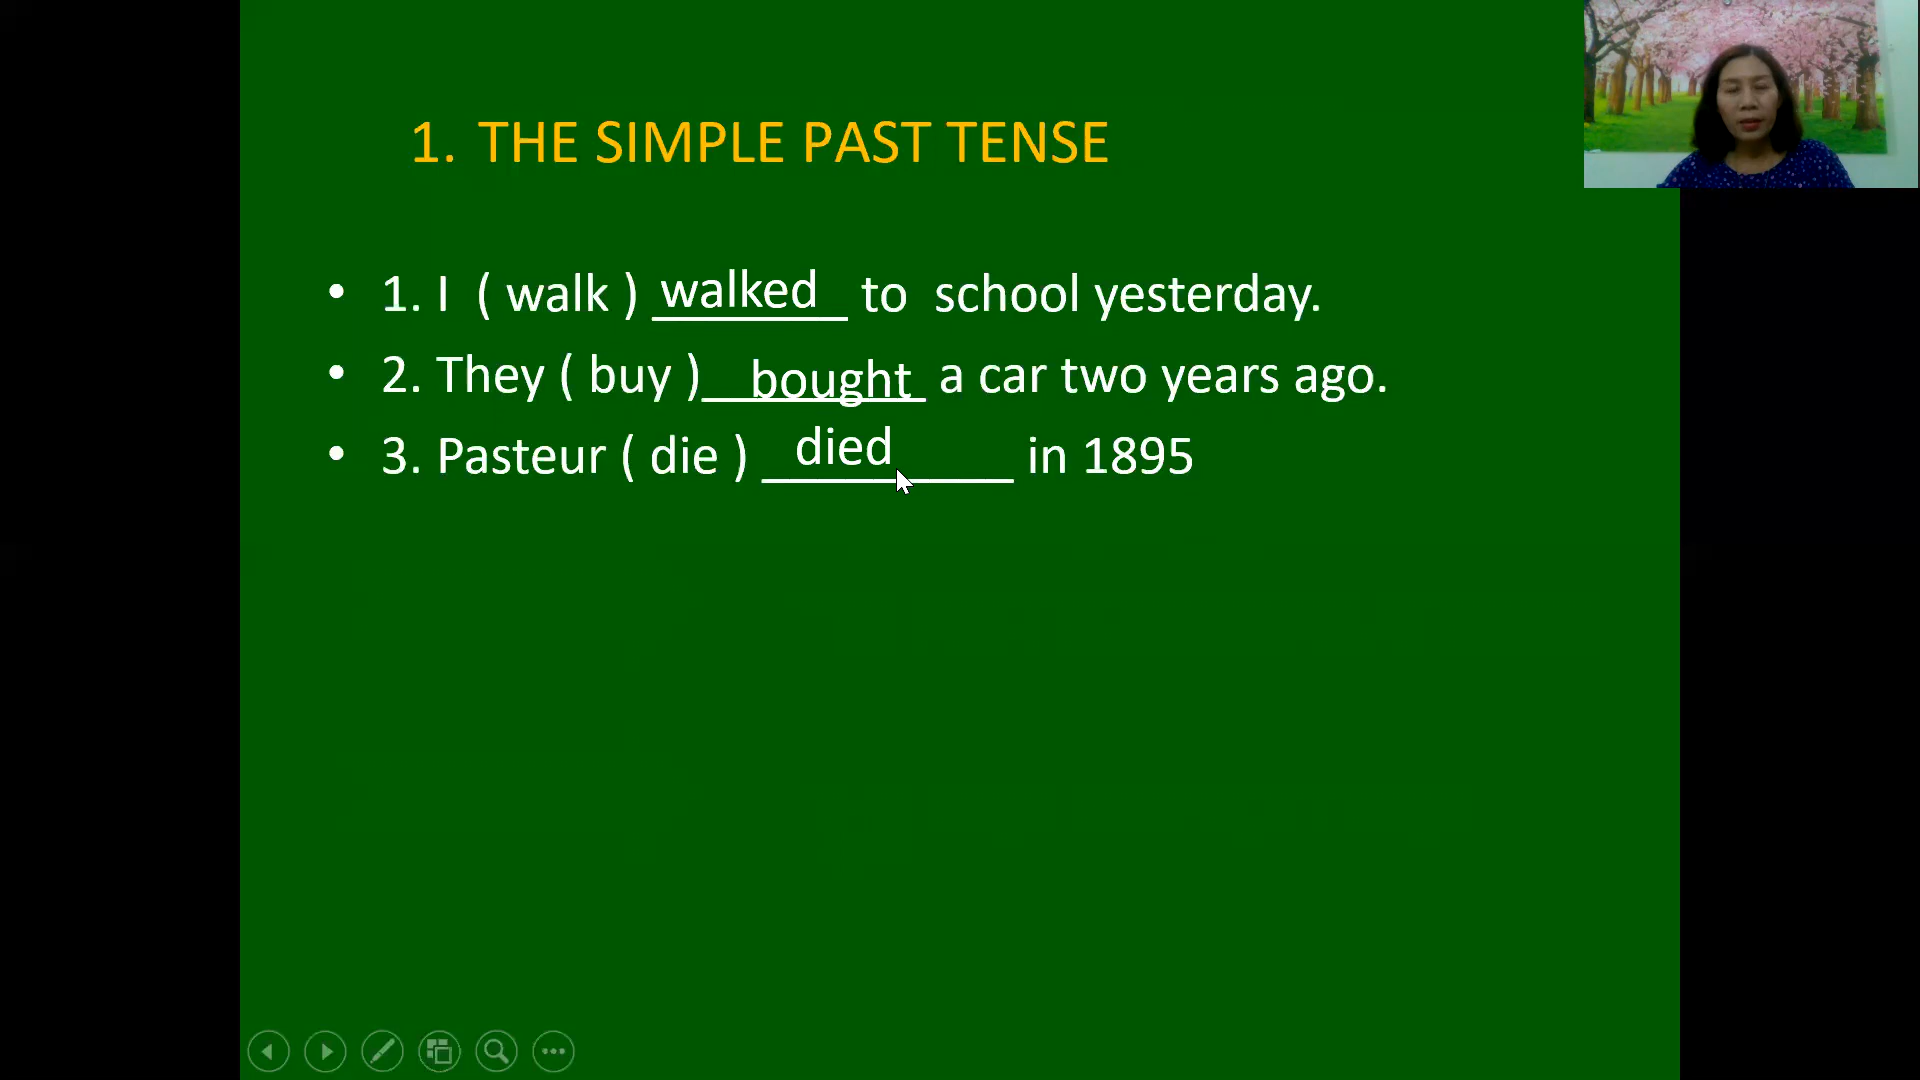 1. THE SIMPLE PAST TENSE
• 1. I ( walk ) walked to school yesterday.
• 2. They ( buy ) bought a car two years ago.
• 3. Pasteur ( die ) died in 1895